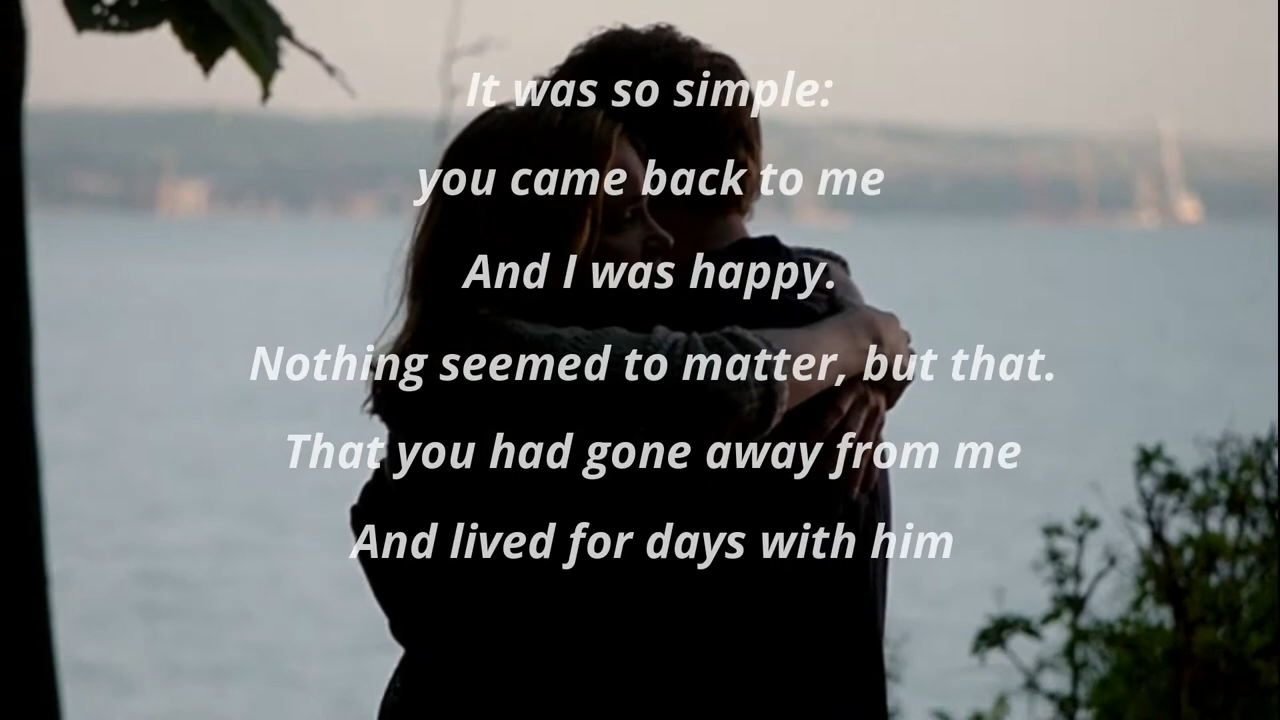 It was so simple:
you came back to me
And I was happy.
Nothing seemed to matter, but that.
That you had gone away from me
And lived for days with him